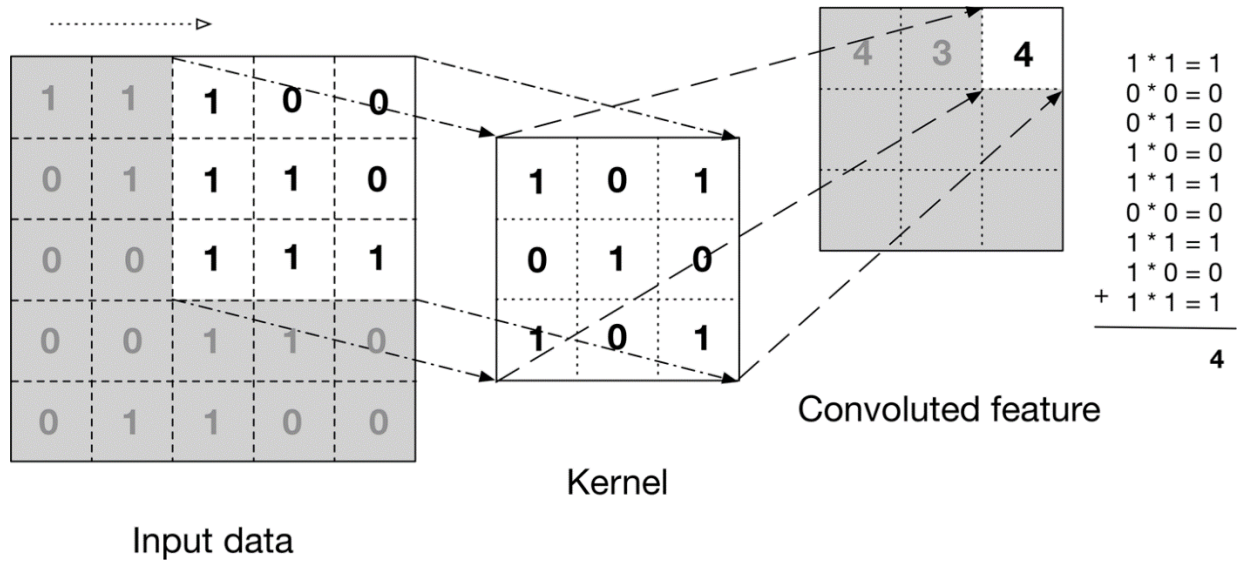 1 1 1 0 0
0 1 1 1 0
0 0 1 1 1
0 0 1 1 0
0 1 1 0 0
Input data
1 0 1
0 1 0
1 0 1
Kernel
4 3 4
Convoluted feature
1 * 1 = 1
0 * 0 = 0
0 * 1 = 0
1 * 0 = 0
1 * 1 = 1
0 * 0 = 0
1 * 1 = 1
1 * 0 = 0
+ 1 * 1 = 1
4